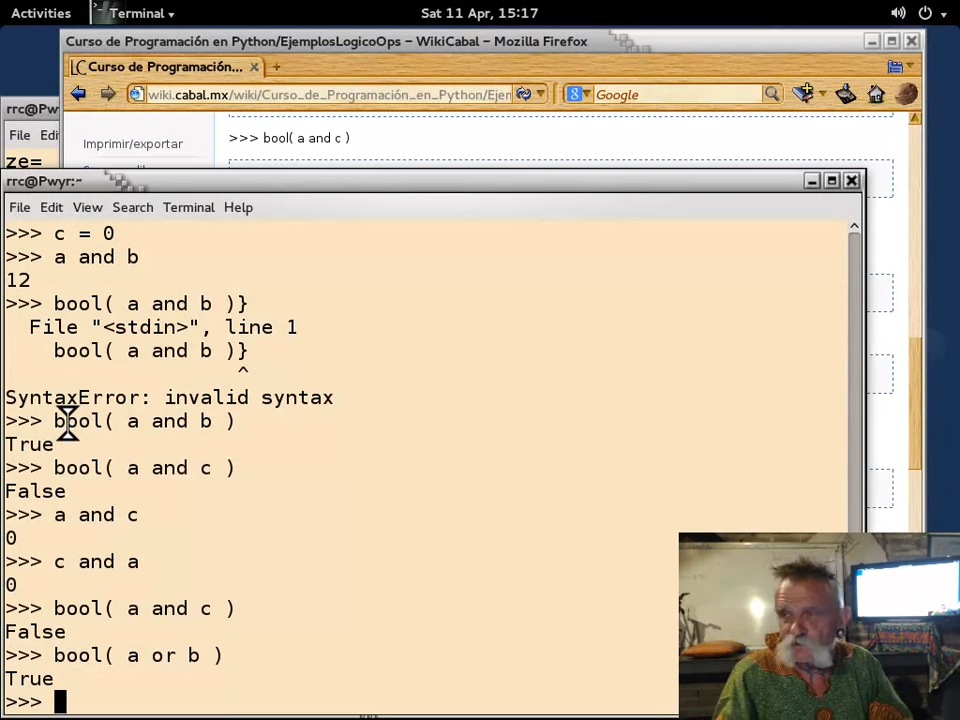 Activities
Terminal
Sat 11 Apr, 15:17
Curso de Programación en Python/EjemplosLogicoOps – WikiCabal – Mozilla Firefox
Curso de Programación...
wiki.cabal.mx/wiki/Curso_de_Programación_en_Python/Ejem
Google
rrc@Pwy
File Edi
ze=
Imprimir/exportar
>>> bool( a and c )
rrc@Pwyr:~
File Edit View Search Terminal Help
>>> c = 0
>>> a and b
12
>>> bool( a and b )}
File "<stdin>", line 1
bool( a and b )}
^
SyntaxError: invalid syntax
>>> bool( a and b )
True
>>> bool( a and c )
False
>>> a and c
0
>>> c and a
0
>>> bool( a and c )
False
>>> bool( a or b )
True
>>>